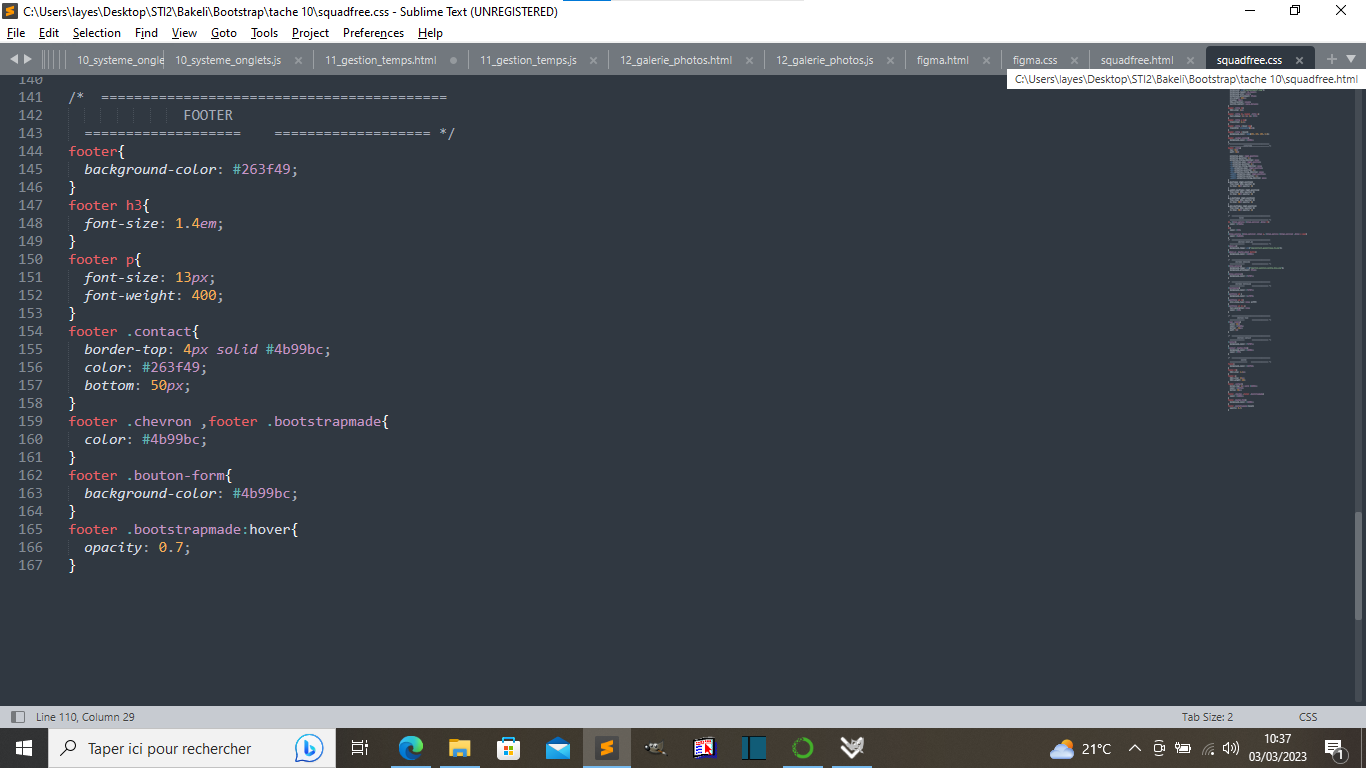 C:\Users\layes\Desktop\STI2\Bakeli\Bootstrap\tache 10\squadfree.css - Sublime Text (UNREGISTERED)
File Edit Selection Find View Goto Tools Project Preferences Help
10_systeme_ongle 10_systeme_onglets.js 11_gestion_temps.html 11_gestion_temps.js 12_galerie_photos.html 12_galerie_photos.js figma.html figma.css squadfree.html squadfree.css
C:\Users\layes\Desktop\STI2\Bakeli\Bootstrap\tache 10\squadfree.html
140
141 /* ==========================================
142 FOOTER
143 =================== =================== */
144 footer{
145 background-color: #263f49;
146 }
147 footer h3{
148 font-size: 1.4em;
149 }
150 footer p{
151 font-size: 13px;
152 font-weight: 400;
153 }
154 footer .contact{
155 border-top: 4px solid #4b99bc;
156 color: #263f49;
157 bottom: 50px;
158 }
159 footer .chevron ,footer .bootstrapmade{
160 color: #4b99bc;
161 }
162 footer .bouton-form{
163 background-color: #4b99bc;
164 }
165 footer .bootstrapmade:hover{
166 opacity: 0.7;
167 }
Line 110, Column 29 Tab Size: 2 CSS
Taper ici pour rechercher 21°C 10:37
03/03/2023 1